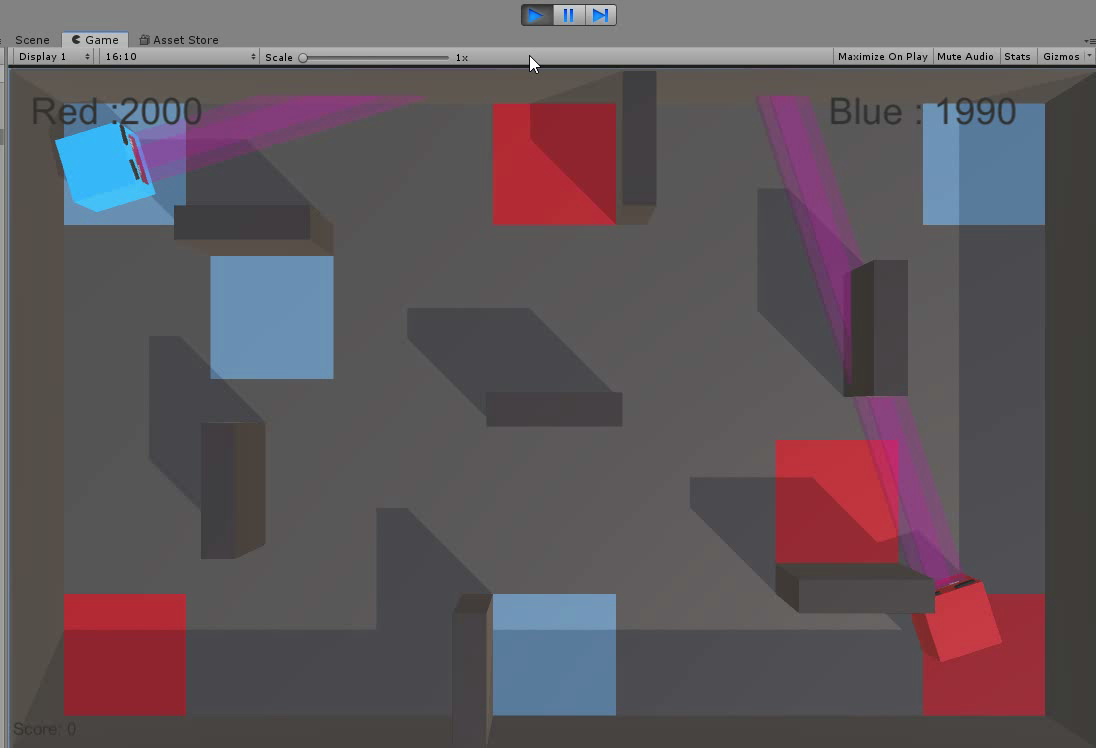 Scene Game Asset Store
Display 1 16:10 Scale 1x Maximize On Play Mute Audio Stats Gizmos
Red :2000 Blue : 1990
Score: 0